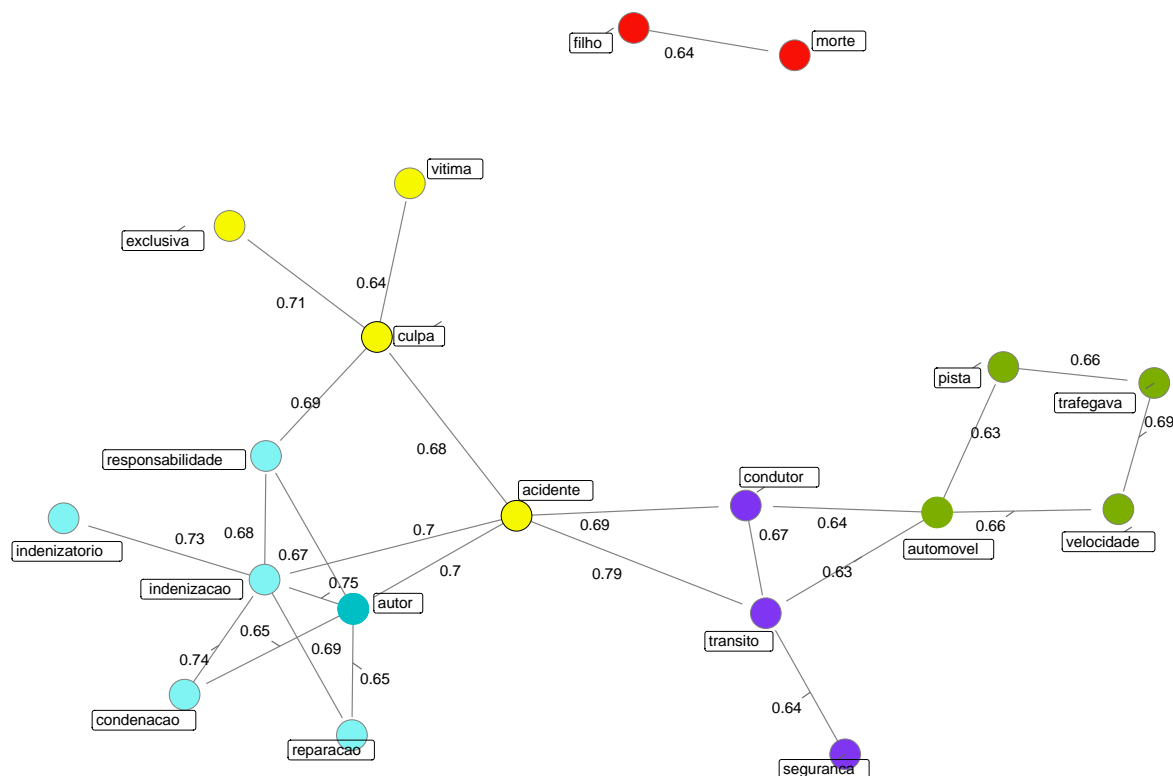 filho
morte
0.64
vitima
exclusiva
0.64
0.71
culpa
pista
0.66
trafegava
0.69
0.69
0.63
0.68
responsabilidade
condutor
acidente
0.73
0.68
0.7
0.69
0.67
0.64
0.66
indenizatorio
automovel
velocidade
0.67
0.7
0.79
0.63
indenizacao
0.75
autor
0.65
0.69
transito
0.74
0.65
0.64
condenacao
reparacao
seguranca